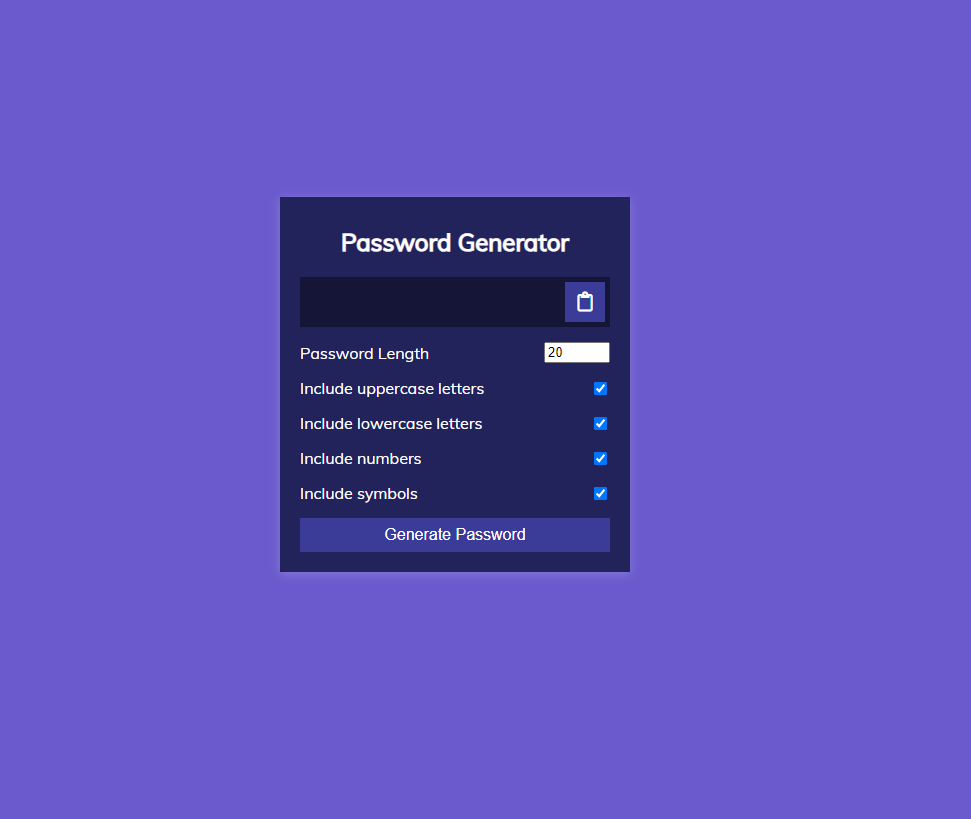 Password Generator
Password Length 20
Include uppercase letters
Include lowercase letters
Include numbers
Include symbols
Generate Password